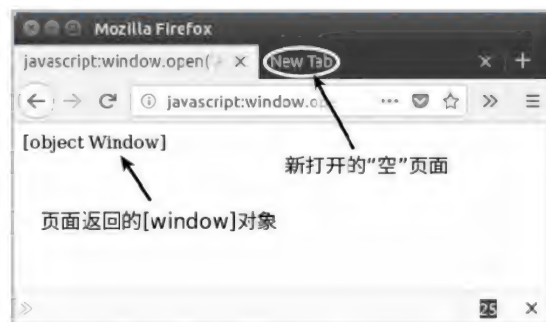 Mozilla Firefox
javascript:window.open( New Tab
javascript:window.o
[object Window]
新打开的“空”页面
页面返回的[window]对象
25